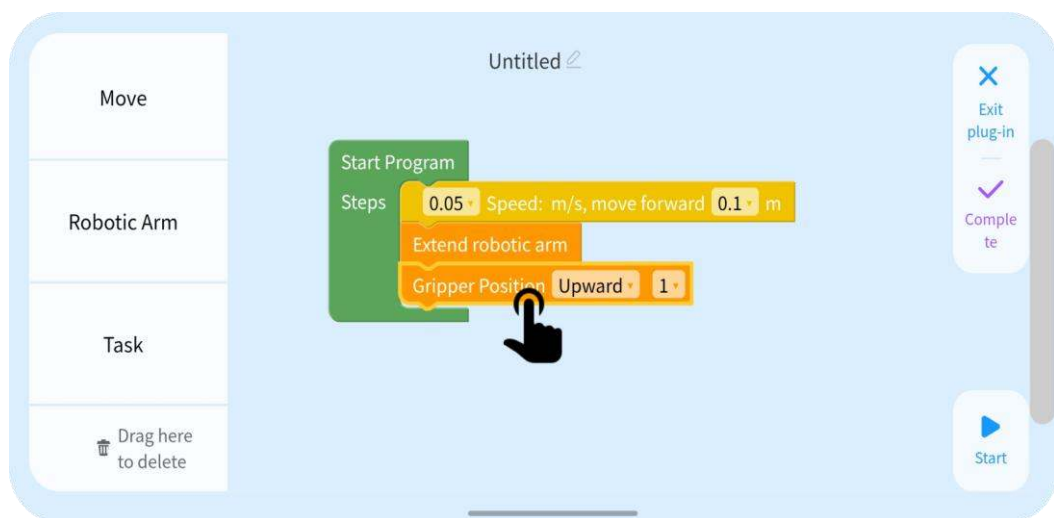 Untitled
Move
Robotic Arm
Task
Drag here
to delete
Start Program
Steps
0.05 Speed: m/s, move forward 0.1 m
Extend robotic arm
Gripper Position Upward 1
Exit
plug-in
Comple
te
Start